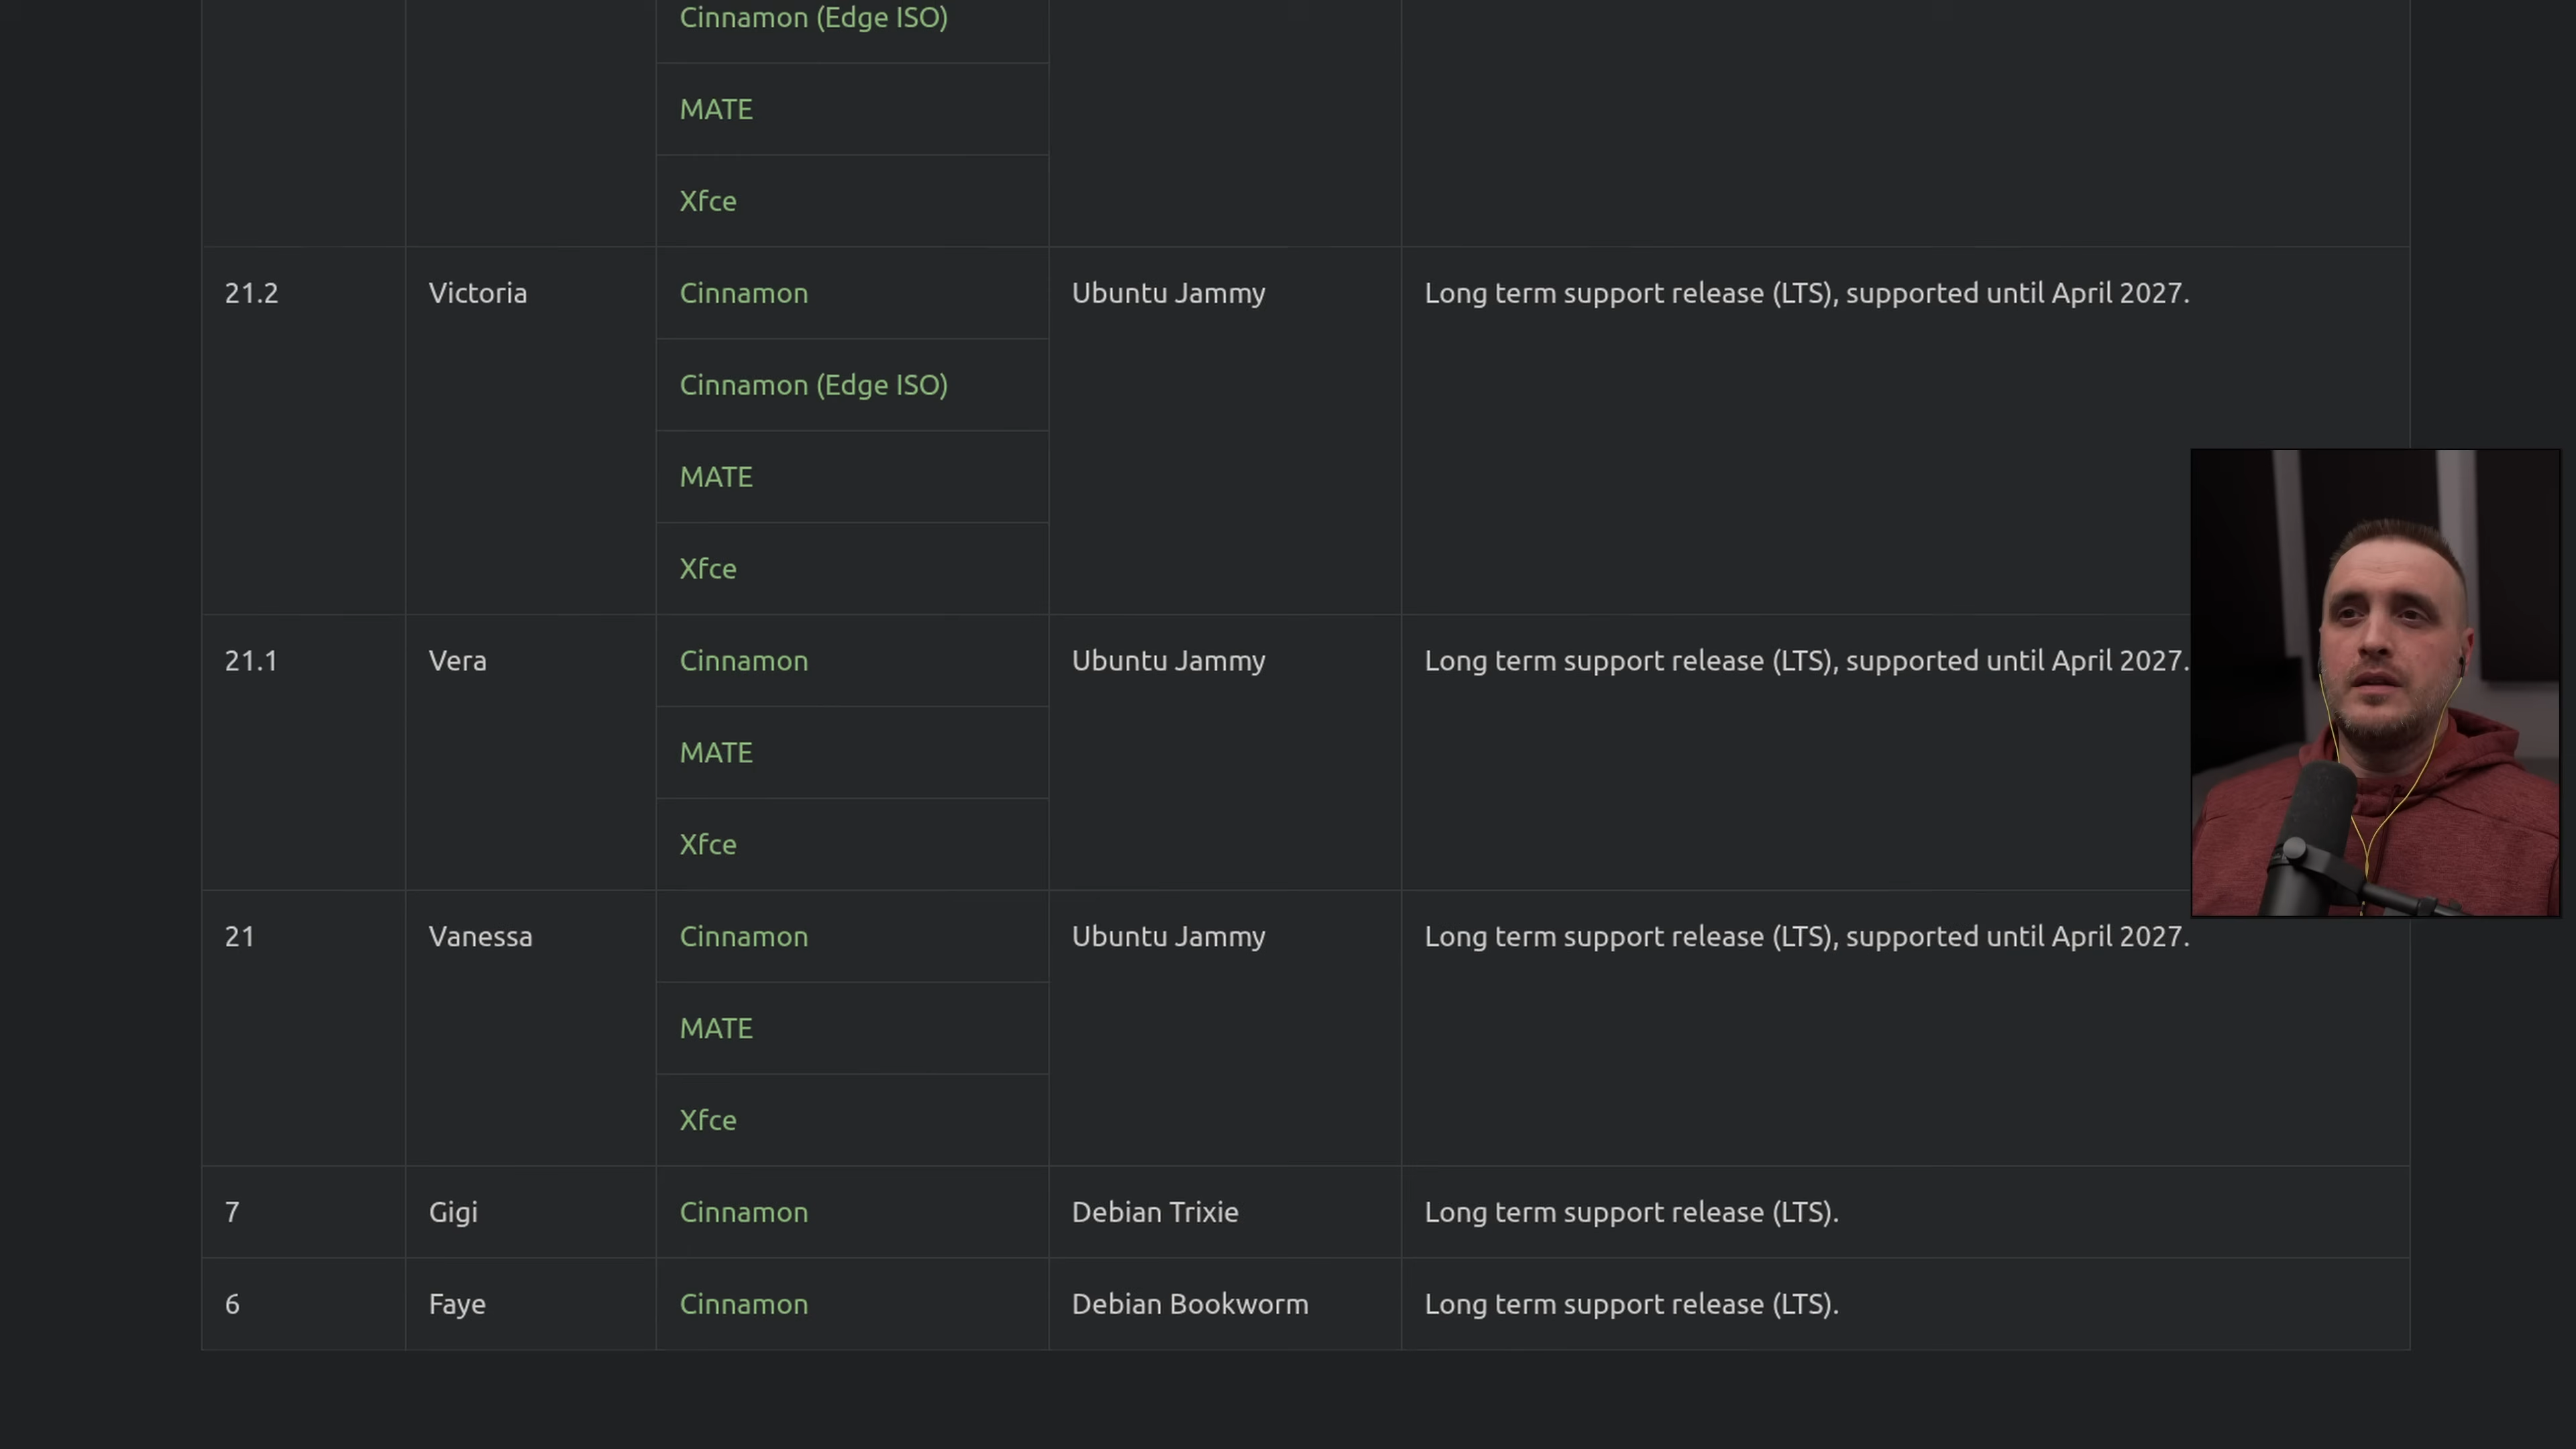 Cinnamon (Edge ISO)
MATE
Xfce
21.2 Victoria Cinnamon Ubuntu Jammy Long term support release (LTS), supported until April 2027.
Cinnamon (Edge ISO)
MATE
Xfce
21.1 Vera Cinnamon Ubuntu Jammy Long term support release (LTS), supported until April 2027.
MATE
Xfce
21 Vanessa Cinnamon Ubuntu Jammy Long term support release (LTS), supported until April 2027.
MATE
Xfce
7 Gigi Cinnamon Debian Trixie Long term support release (LTS).
6 Faye Cinnamon Debian Bookworm Long term support release (LTS).